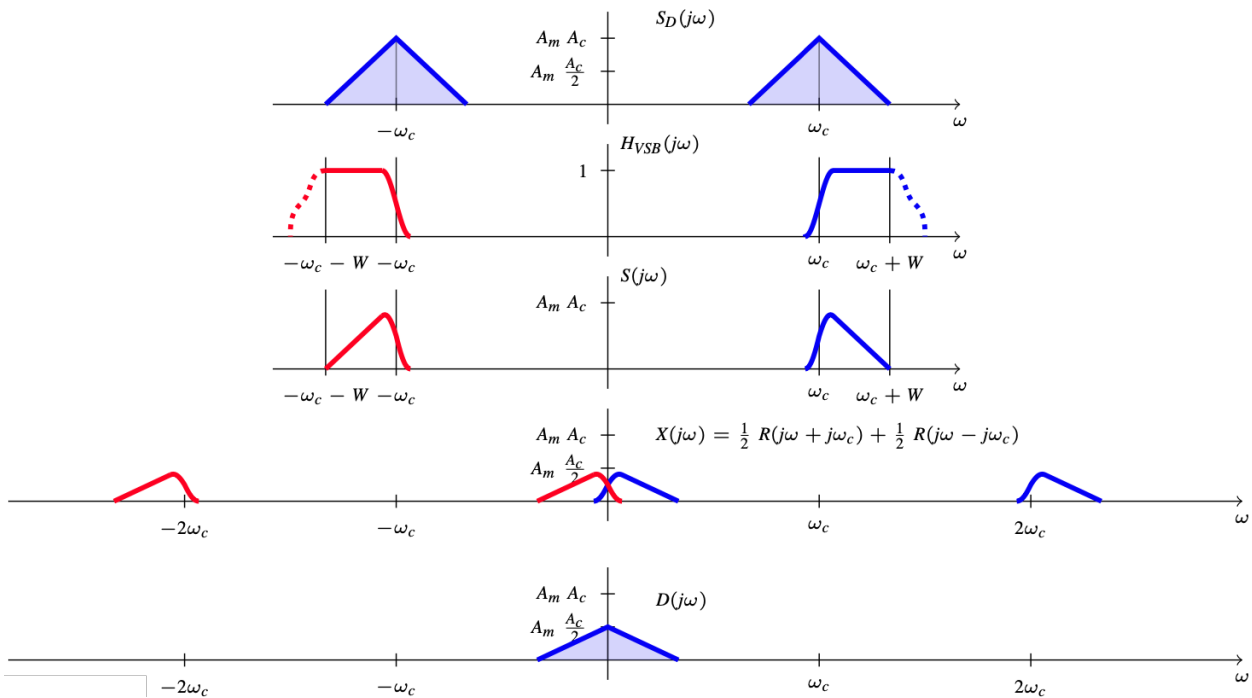 S_D(jω)
A_m A_c
A_m A_c/2
−ω_c ω_c ω
H_VSB(jω)
1
−ω_c − W −ω_c ω_c ω_c + W ω
S(jω)
A_m A_c
−ω_c − W −ω_c ω_c ω_c + W ω
A_m A_c X(jω) = 1/2 R(jω + jω_c) + 1/2 R(jω − jω_c)
A_m A_c/2
−2ω_c −ω_c ω_c 2ω_c ω
A_m A_c D(jω)
A_m A_c/2
−2ω_c −ω_c ω_c 2ω_c ω